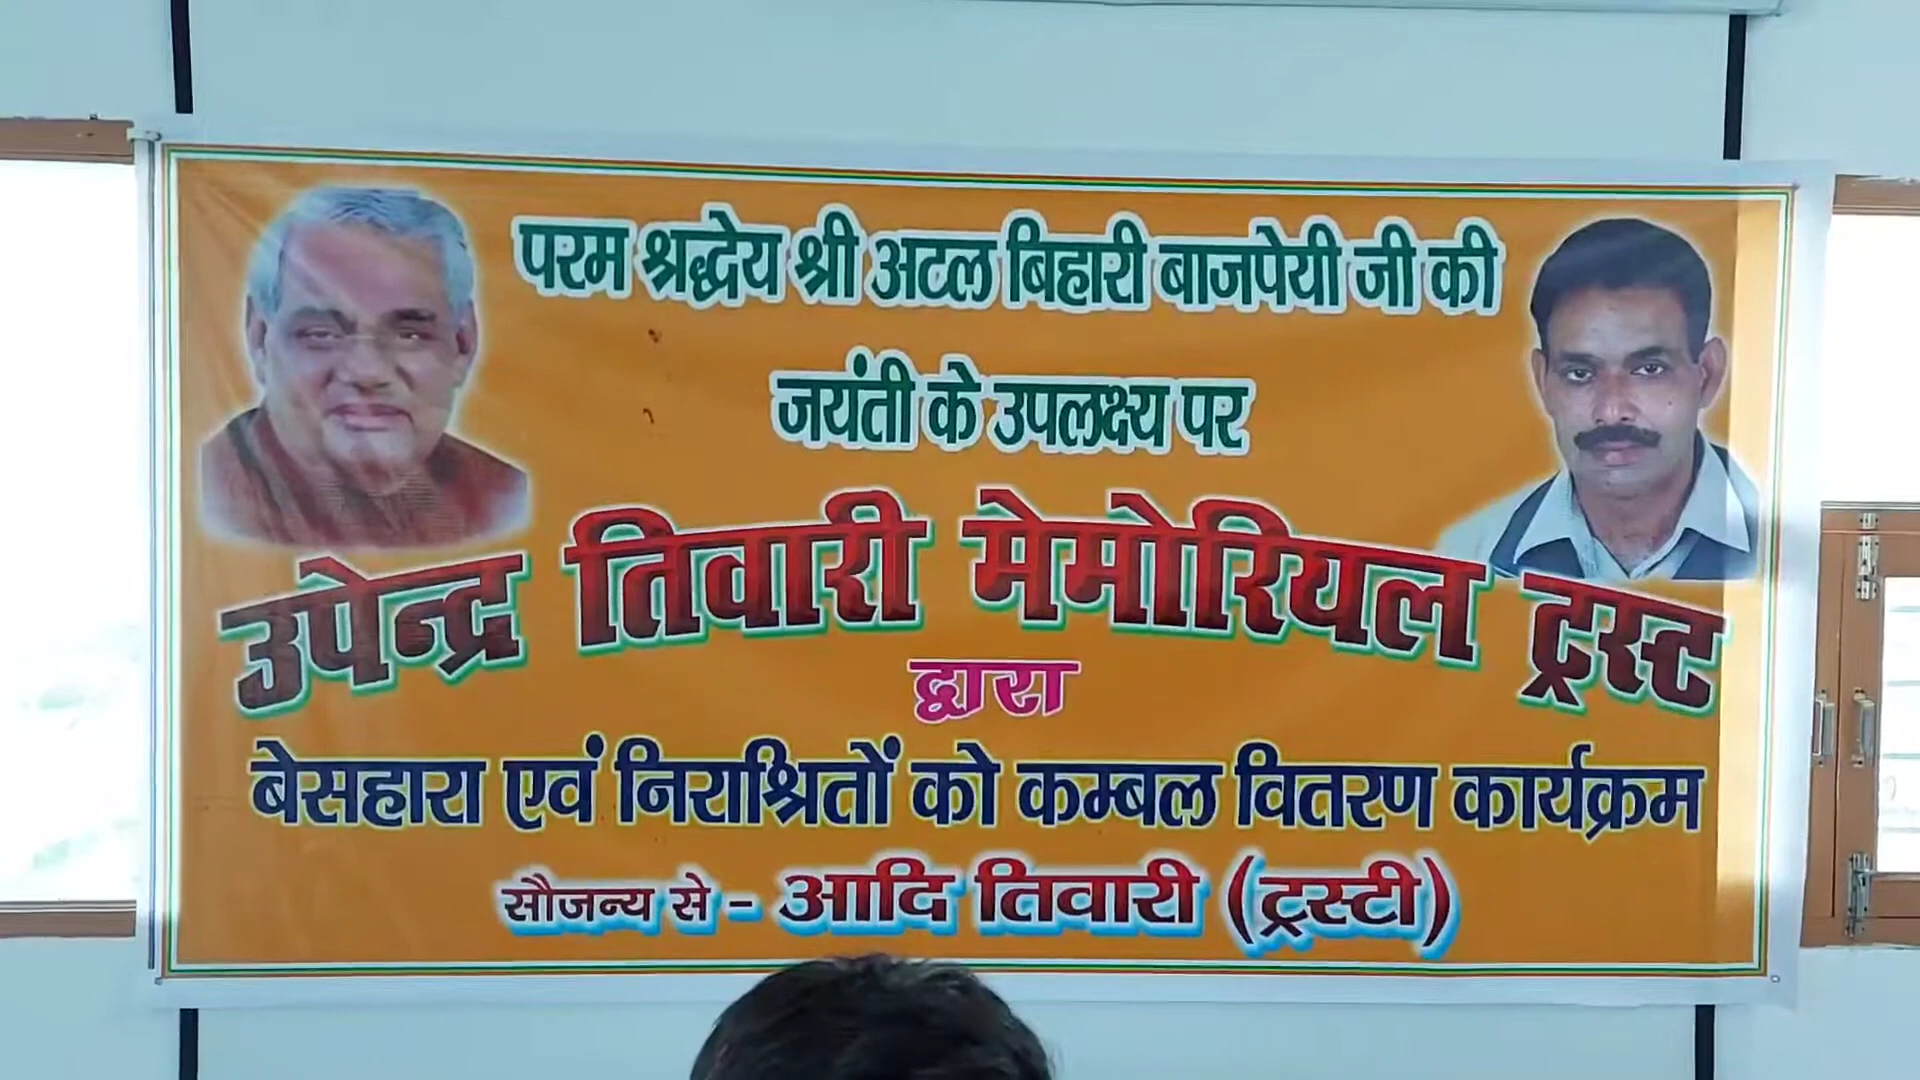 परम श्रद्धेय श्री अटल बिहारी बाजपेयी जी की
जयंती के उपलक्ष्य पर
उपेन्द्र तिवारी मेमोरियल ट्रस्ट
द्वारा
बेसहारा एवं निराश्रितों को कम्बल वितरण कार्यक्रम
सौजन्य से - आदि तिवारी (ट्रस्टी)